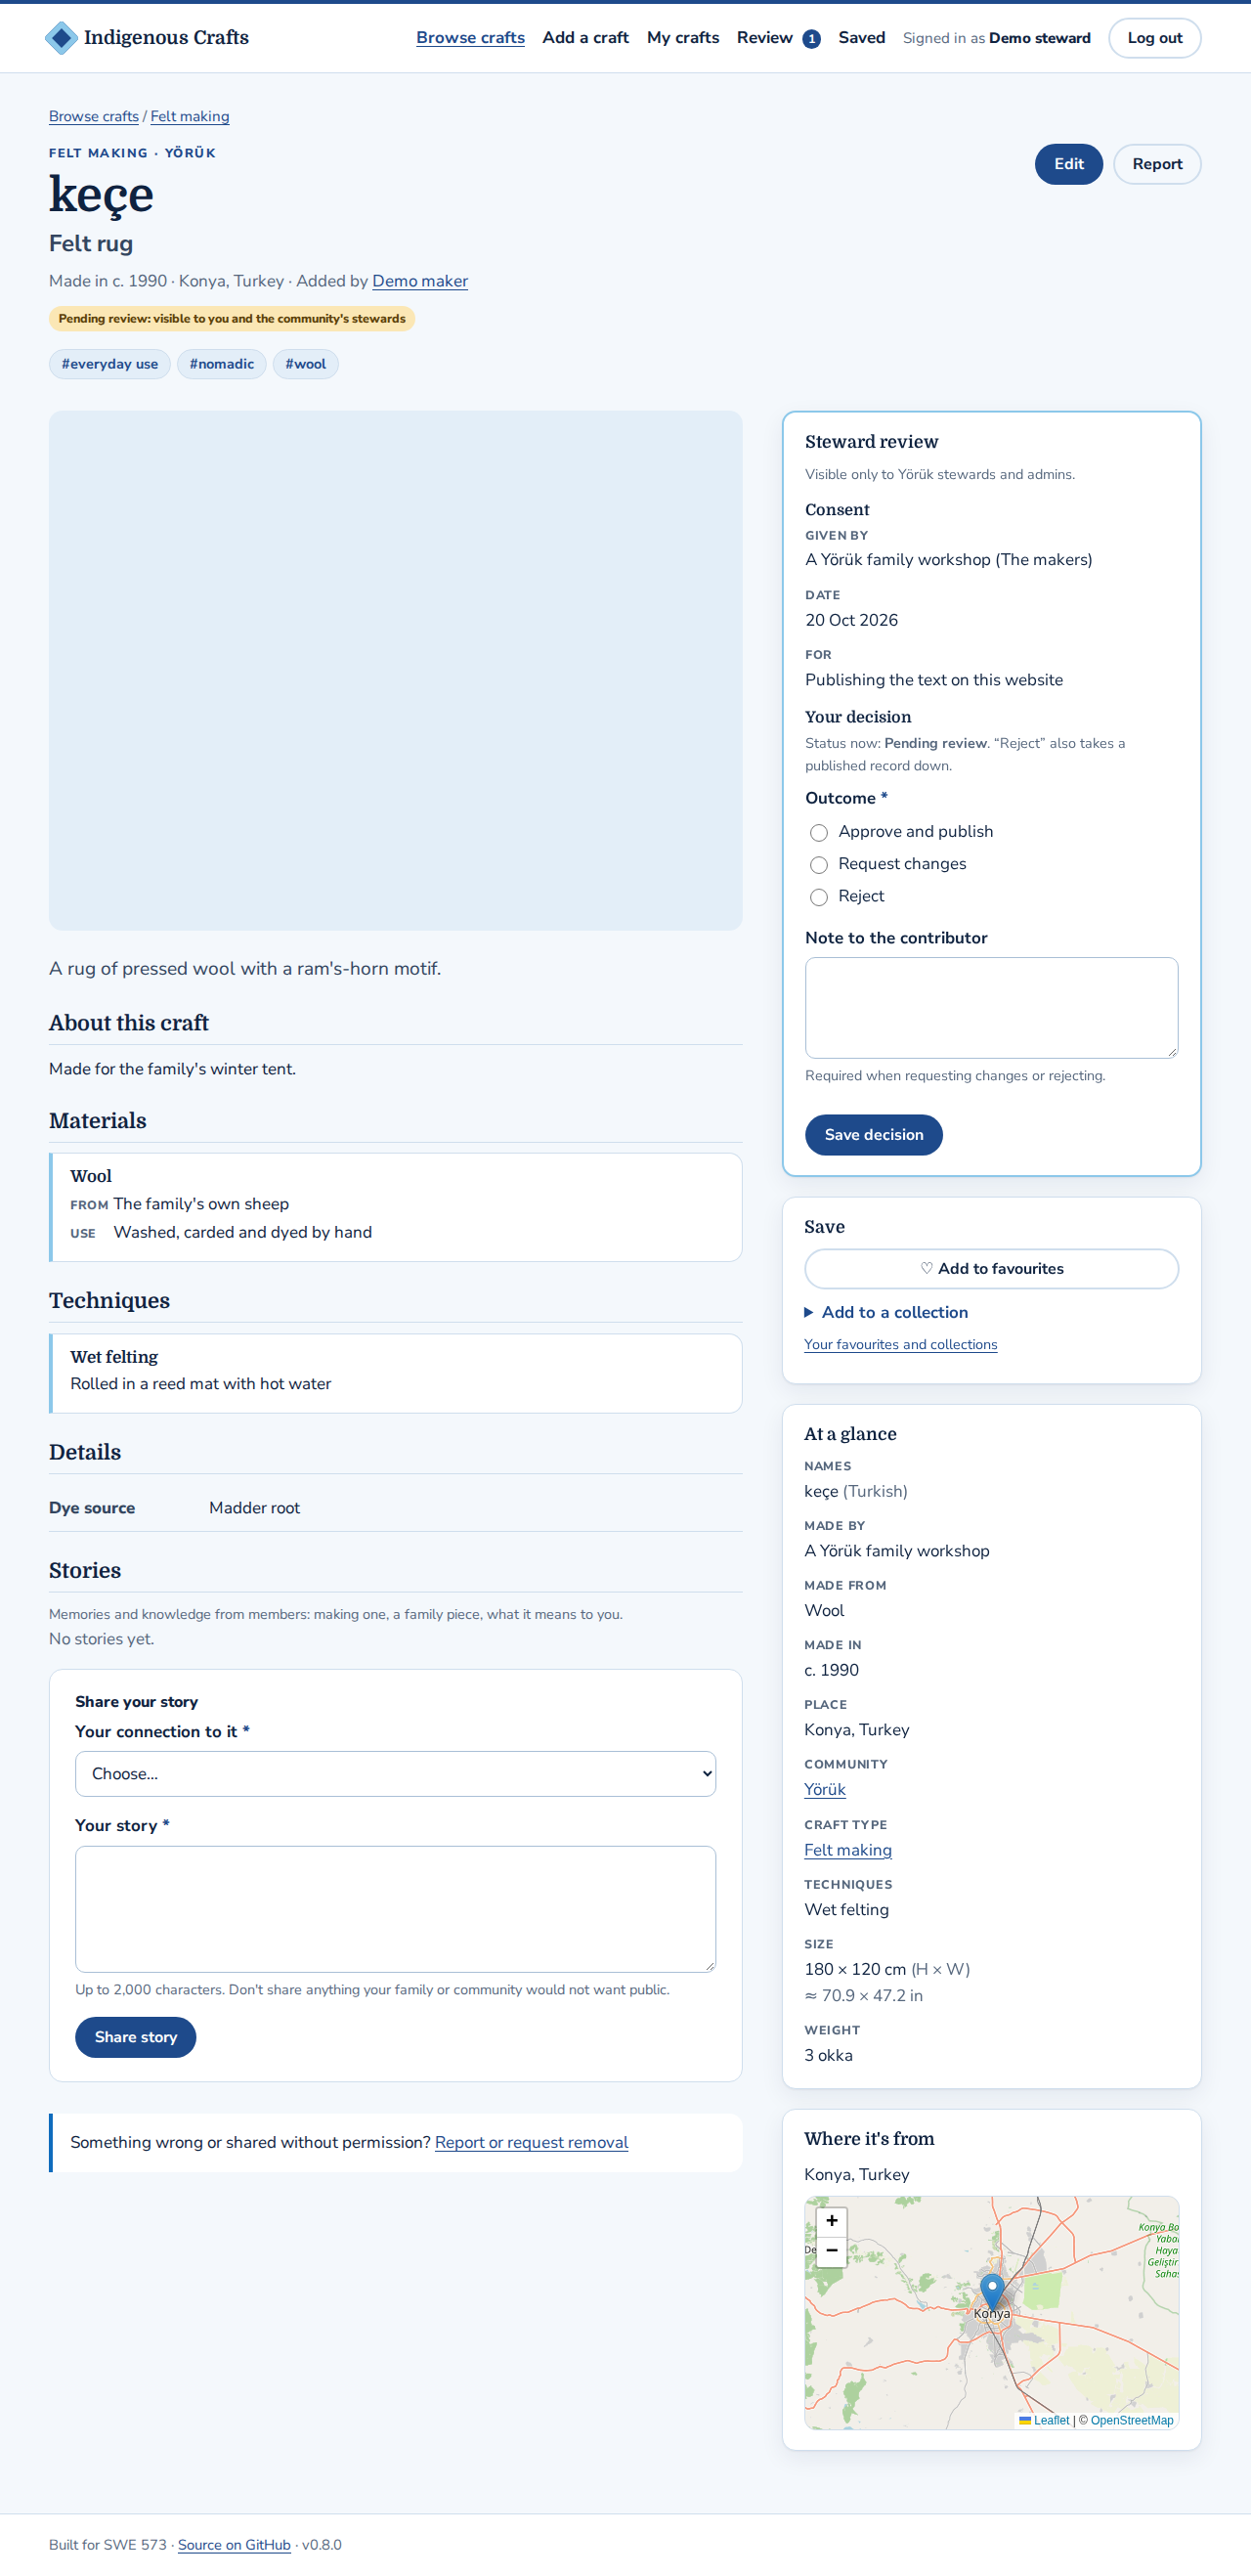 Indigenous Crafts
Browse crafts Add a craft My crafts Review 1 Saved Signed in as Demo steward Log out
Browse crafts / Felt making
FELT MAKING · YÖRÜK
Edit Report
keçe
Felt rug
Made in c. 1990 · Konya, Turkey · Added by Demo maker
Pending review: visible to you and the community's stewards
#everyday use #nomadic #wool
A rug of pressed wool with a ram's-horn motif.
About this craft
Made for the family's winter tent.
Materials
Wool
FROM The family's own sheep
USE Washed, carded and dyed by hand
Techniques
Wet felting
Rolled in a reed mat with hot water
Details
Dye source Madder root
Stories
Memories and knowledge from members: making one, a family piece, what it means to you.
No stories yet.
Share your story
Your connection to it *
Choose...
Your story *
Up to 2,000 characters. Don't share anything your family or community would not want public.
Share story
Something wrong or shared without permission? Report or request removal
Steward review
Visible only to Yörük stewards and admins.
Consent
GIVEN BY
A Yörük family workshop (The makers)
DATE
20 Oct 2026
FOR
Publishing the text on this website
Your decision
Status now: Pending review. “Reject” also takes a
published record down.
Outcome *
Approve and publish
Request changes
Reject
Note to the contributor
Required when requesting changes or rejecting.
Save decision
Save
♡ Add to favourites
▶ Add to a collection
Your favourites and collections
At a glance
NAMES
keçe (Turkish)
MADE BY
A Yörük family workshop
MADE FROM
Wool
MADE IN
c. 1990
PLACE
Konya, Turkey
COMMUNITY
Yörük
CRAFT TYPE
Felt making
TECHNIQUES
Wet felting
SIZE
180 × 120 cm (H × W)
≈ 70.9 × 47.2 in
WEIGHT
3 okka
Where it's from
Konya, Turkey
+
−
De
Konya Bo
Yaba
Haya
Geliştir
Sahas
Konya
Leaflet | © OpenStreetMap
Built for SWE 573 · Source on GitHub · v0.8.0